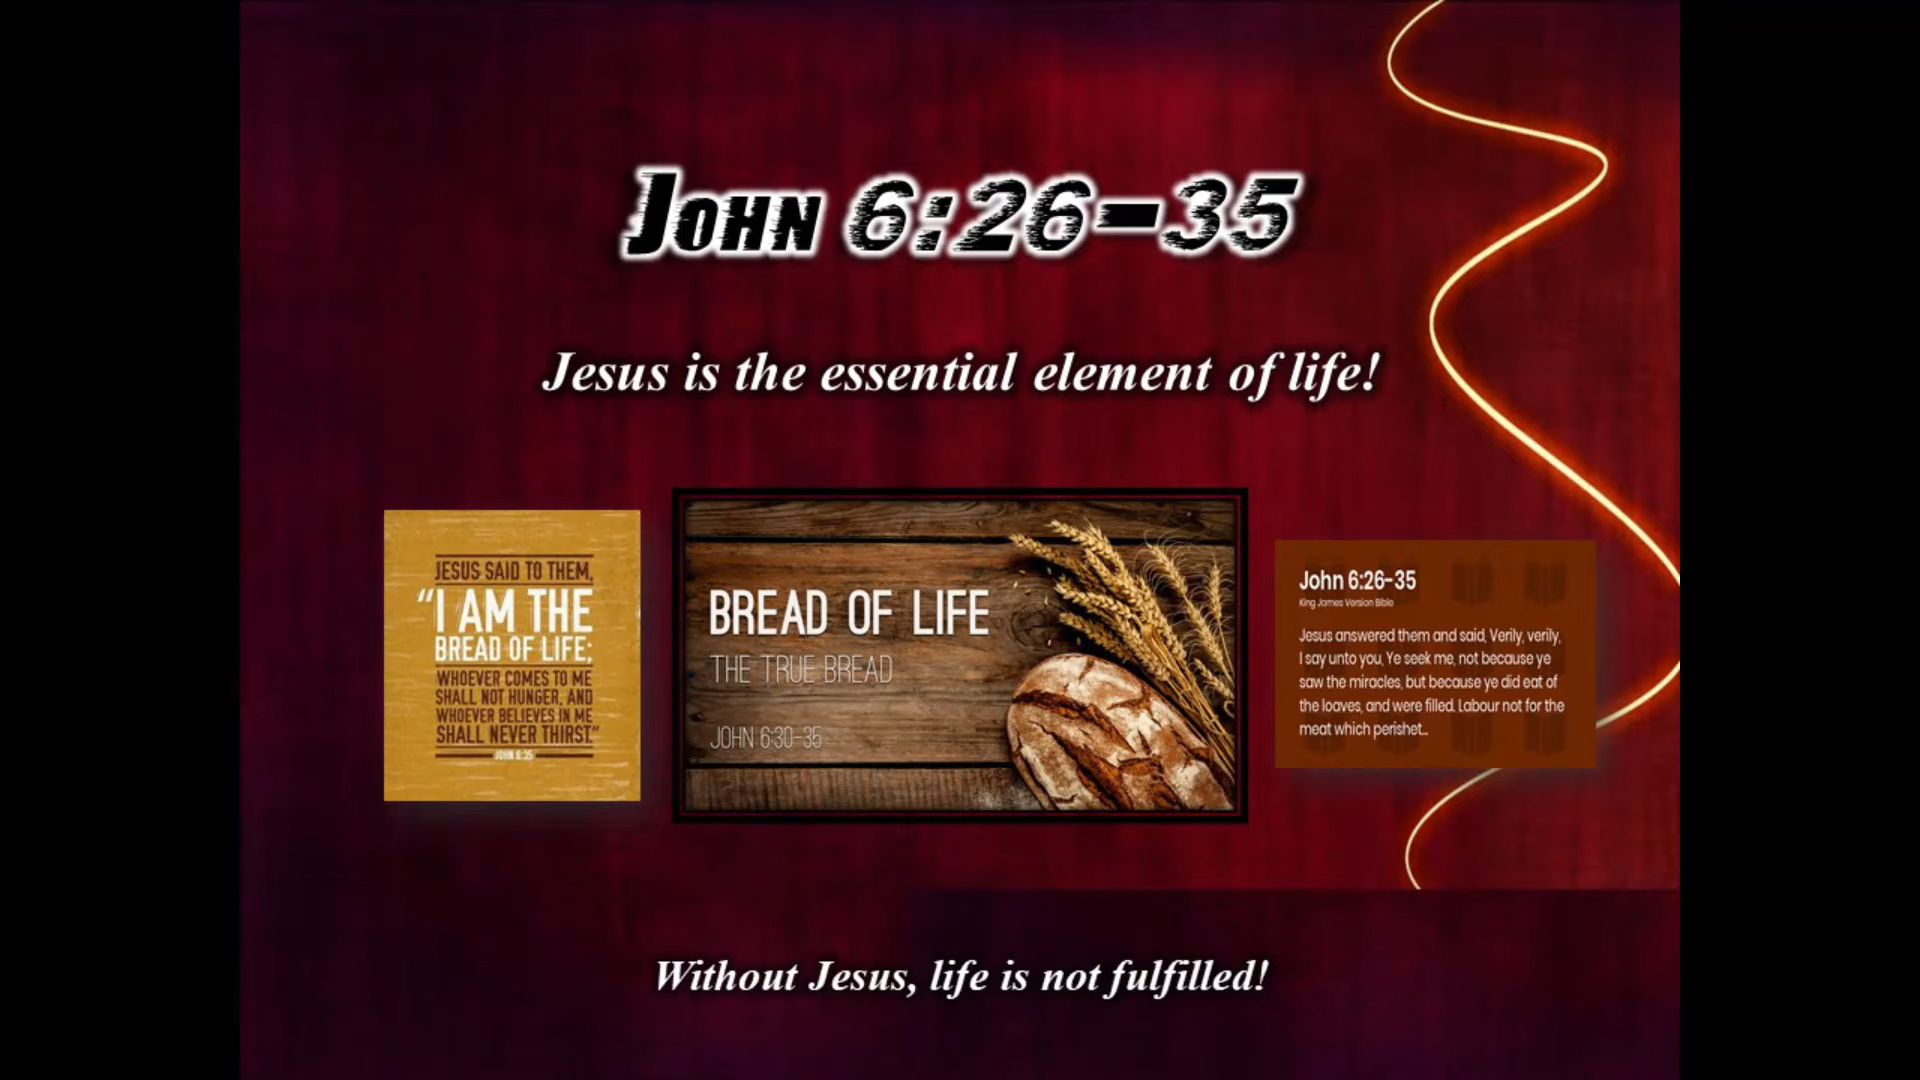 John 6:26-35
Jesus is the essential element of life!
JESUS SAID TO THEM,
“I AM THE
BREAD OF LIFE;
WHOEVER COMES TO ME
SHALL NOT HUNGER, AND
WHOEVER BELIEVES IN ME
SHALL NEVER THIRST.”
JOHN 6:35
BREAD OF LIFE
THE TRUE BREAD
JOHN 6:30-35
John 6:26-35
King James Version Bible
Jesus answered them and said, Verily, verily,
I say unto you, Ye seek me, not because ye
saw the miracles, but because ye did eat of
the loaves, and were filled. Labour not for the
meat which perishet...
Without Jesus, life is not fulfilled!